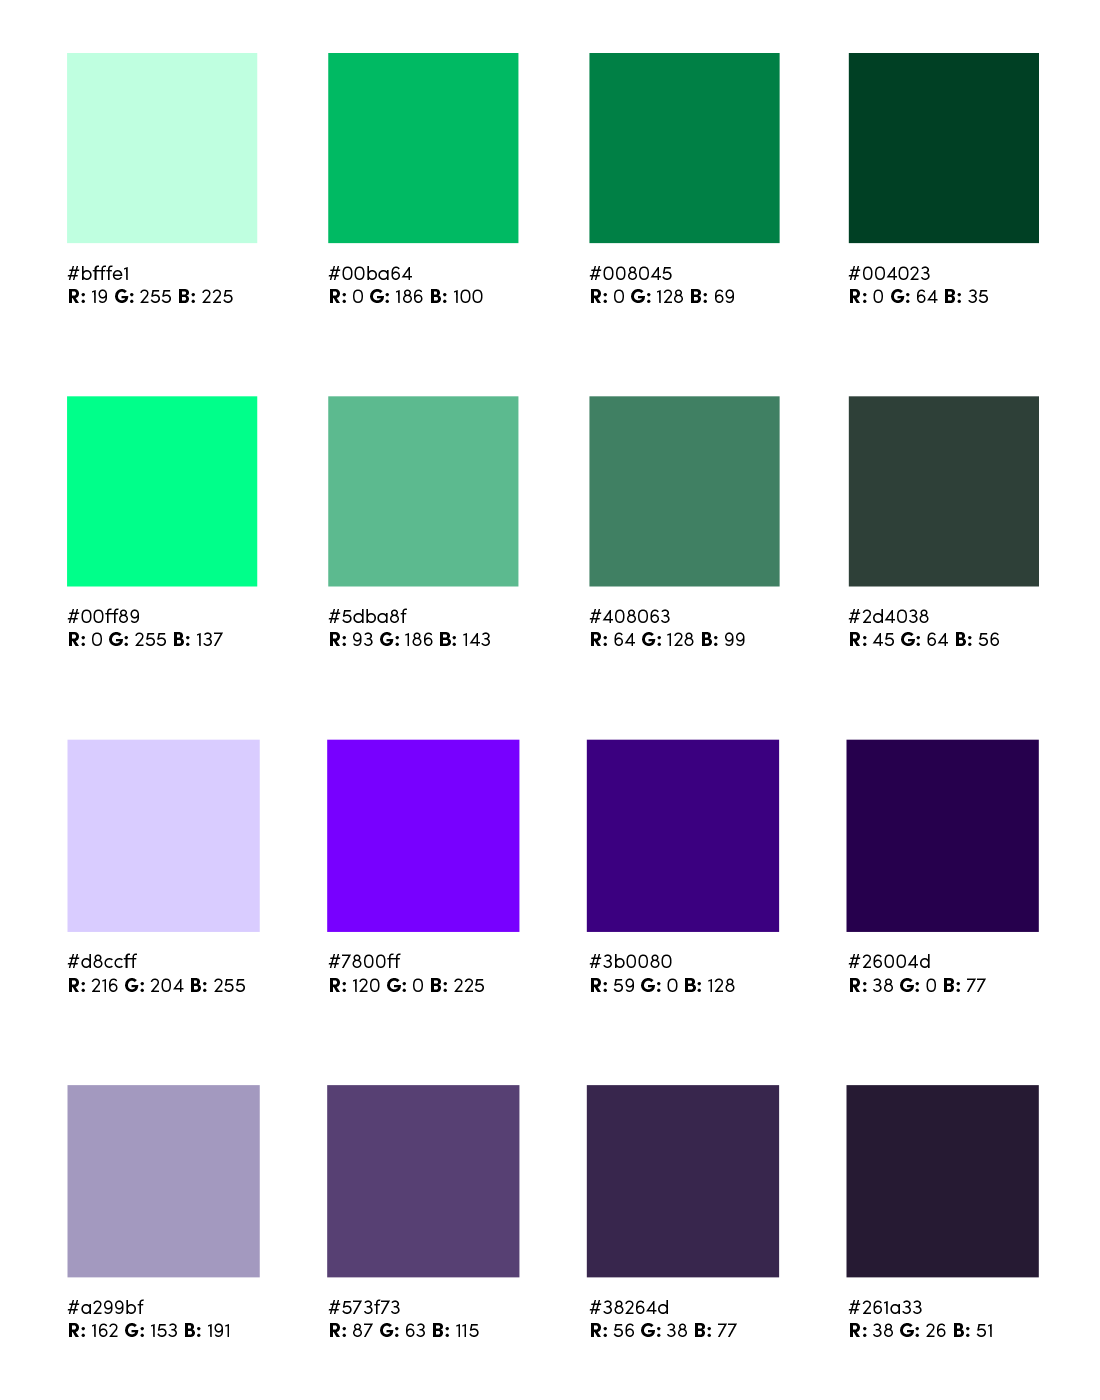 #bfffe1
R: 19 G: 255 B: 225
#00ba64
R: 0 G: 186 B: 100
#008045
R: 0 G: 128 B: 69
#004023
R: 0 G: 64 B: 35
#00ff89
R: 0 G: 255 B: 137
#5dba8f
R: 93 G: 186 B: 143
#408063
R: 64 G: 128 B: 99
#2d4038
R: 45 G: 64 B: 56
#d8ccff
R: 216 G: 204 B: 255
#7800ff
R: 120 G: 0 B: 225
#3b0080
R: 59 G: 0 B: 128
#26004d
R: 38 G: 0 B: 77
#a299bf
R: 162 G: 153 B: 191
#573f73
R: 87 G: 63 B: 115
#38264d
R: 56 G: 38 B: 77
#261a33
R: 38 G: 26 B: 51